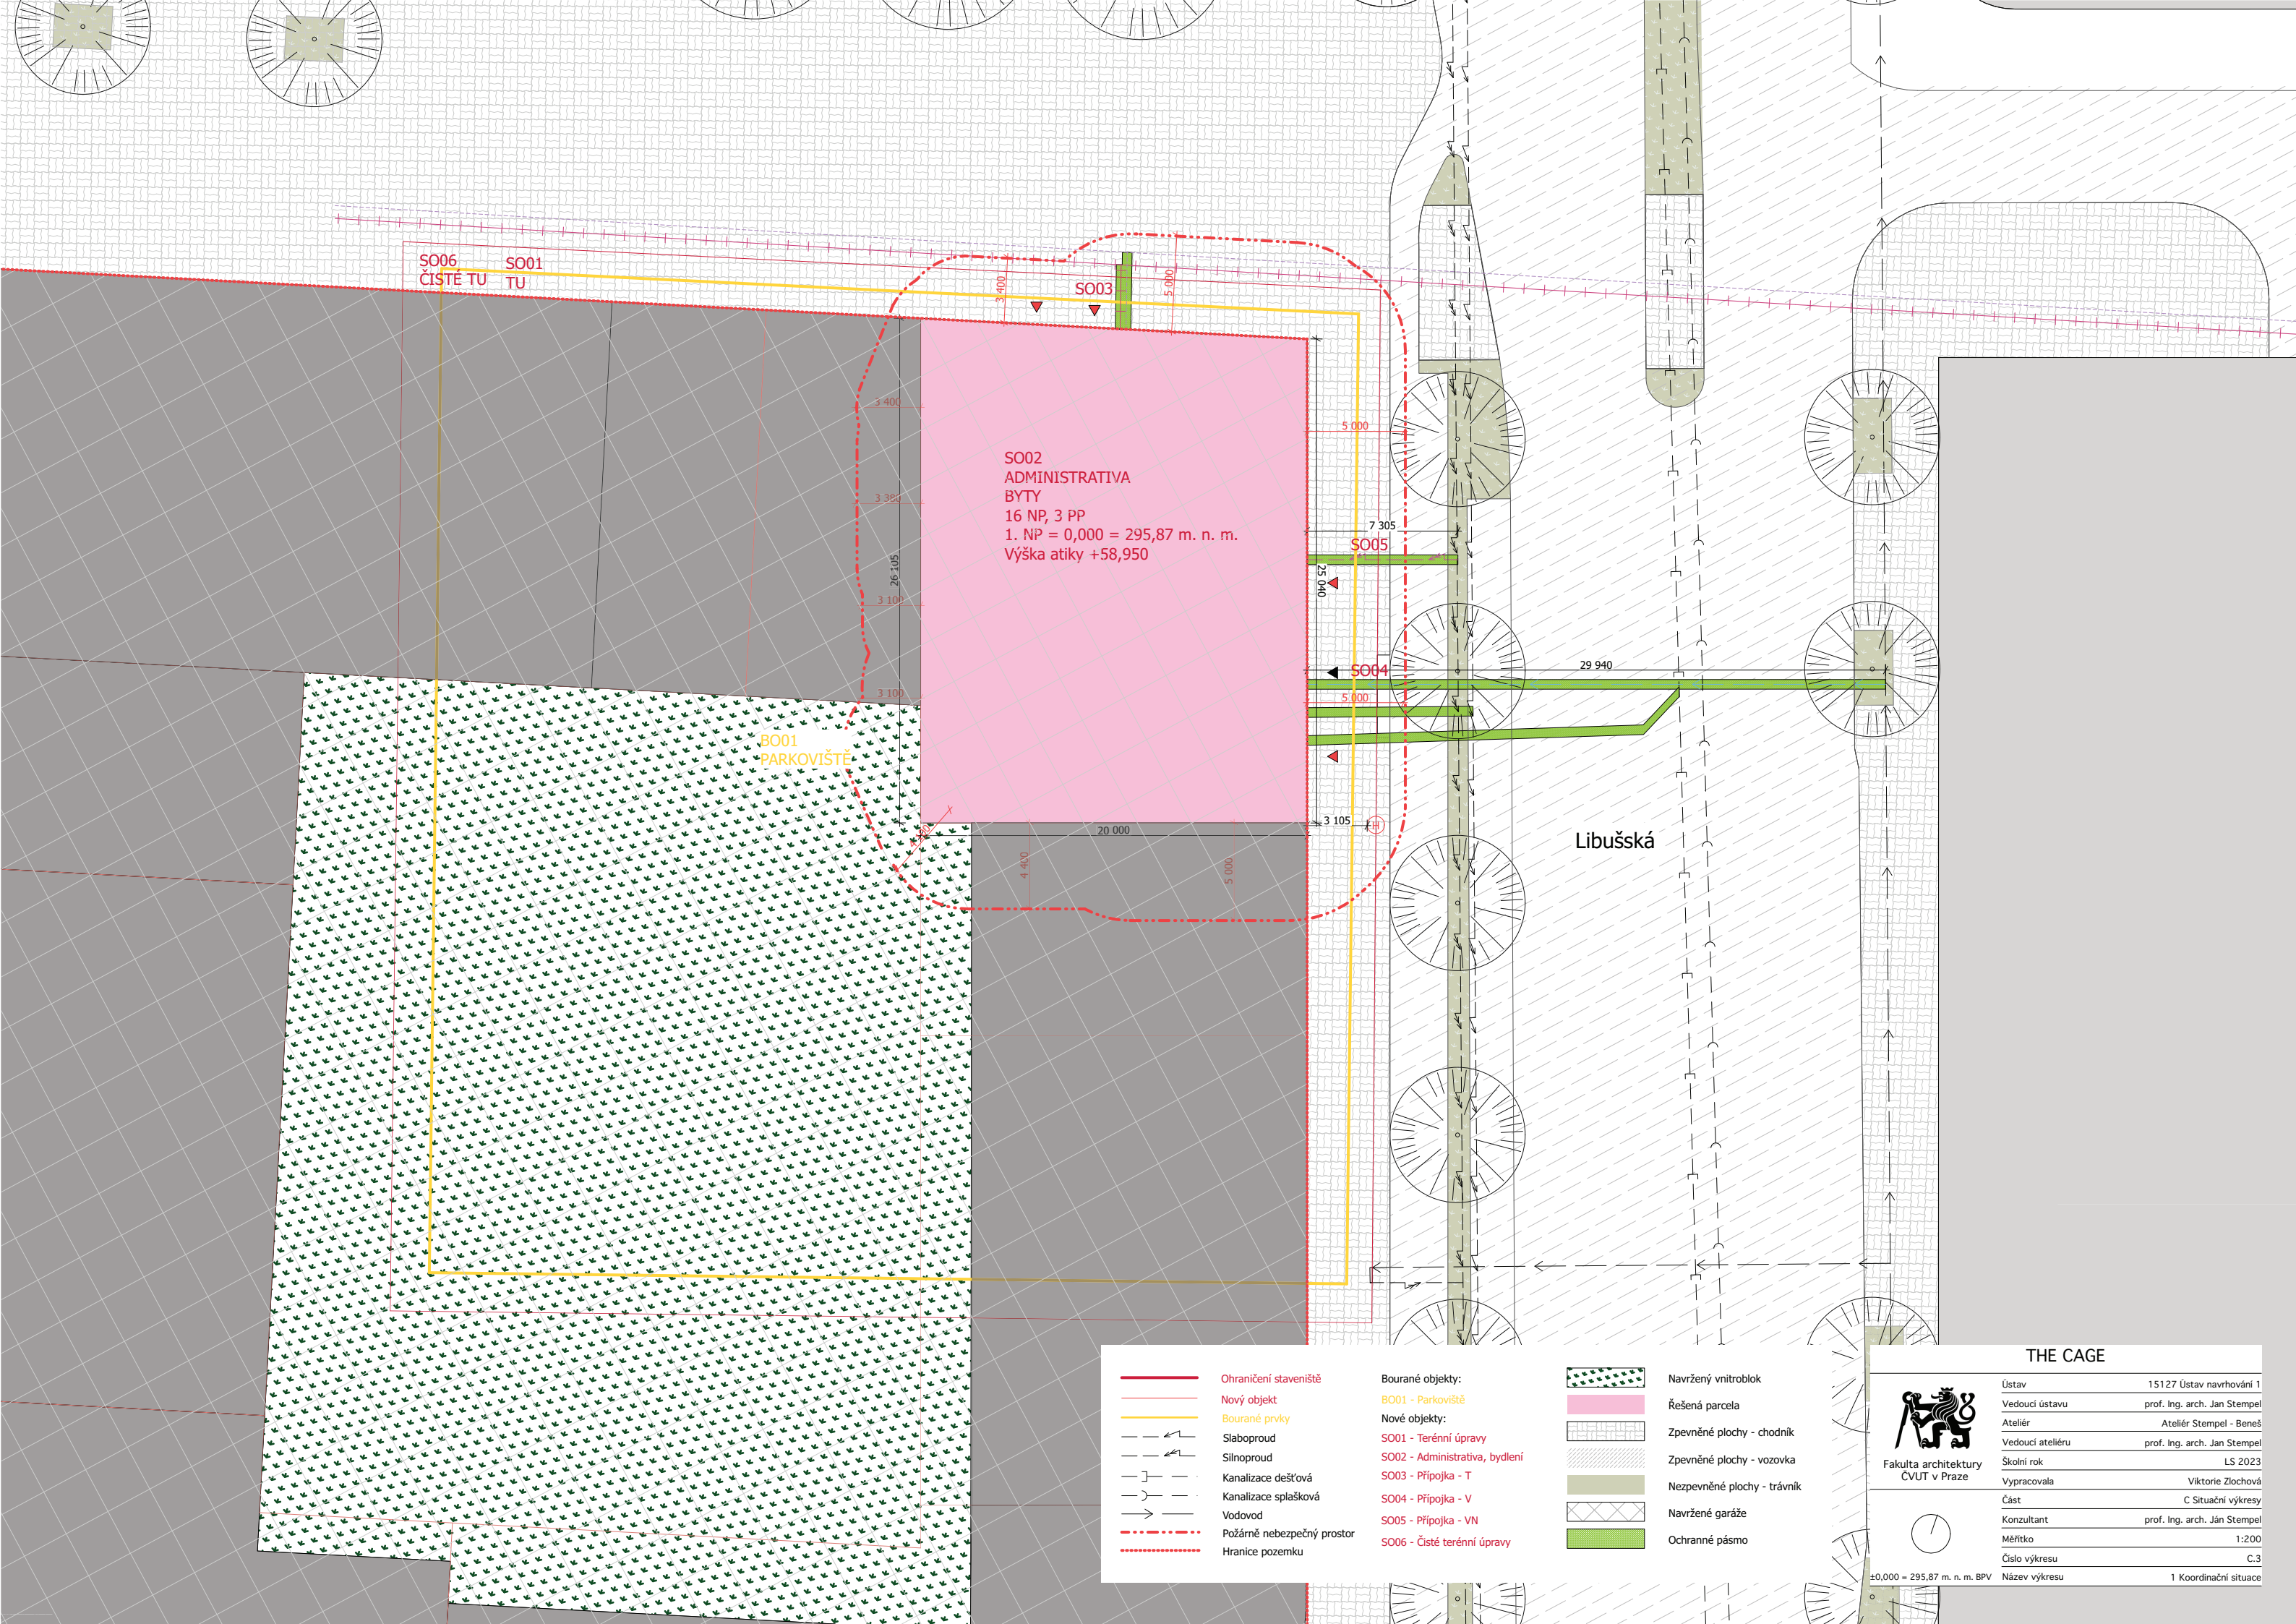 SO06
ČISTÉ TU
SO01
TU
SO03
3 400
5 000
3 400
5 000
3 380
SO02
ADMINISTRATIVA
BYTY
16 NP, 3 PP
1. NP = 0,000 = 295,87 m. n. m.
Výška atiky +58,950
7 305
SO05
26 105
25 040
3 100
SO04
29 940
3 100
5 000
BO01
PARKOVIŠTĚ
20 000
3 105
H
4 400
5 000
Libušská
Ohraničení staveniště
Nový objekt
Bourané prvky
Slaboproud
Silnoproud
Kanalizace dešťová
Kanalizace splašková
Vodovod
Požárně nebezpečný prostor
Hranice pozemku
Bourané objekty:
BO01 - Parkoviště
Nové objekty:
SO01 - Terénní úpravy
SO02 - Administrativa, bydlení
SO03 - Přípojka - T
SO04 - Přípojka - V
SO05 - Přípojka - VN
SO06 - Čisté terénní úpravy
Navržený vnitroblok
Řešená parcela
Zpevněné plochy - chodník
Zpevněné plochy - vozovka
Nezpevněné plochy - trávník
Navržené garáže
Ochranné pásmo
THE CAGE
Fakulta architektury
ČVUT v Praze
±0,000 = 295,87 m. n. m. BPV
Ústav 15127 Ústav navrhování 1
Vedoucí ústavu prof. Ing. arch. Jan Stempel
Ateliér Ateliér Stempel - Beneš
Vedoucí ateliéru prof. Ing. arch. Jan Stempel
Školní rok LS 2023
Vypracovala Viktorie Zlochová
Část C Situační výkresy
Konzultant prof. Ing. arch. Ján Stempel
Měřítko 1:200
Číslo výkresu C.3
Název výkresu 1 Koordinační situace